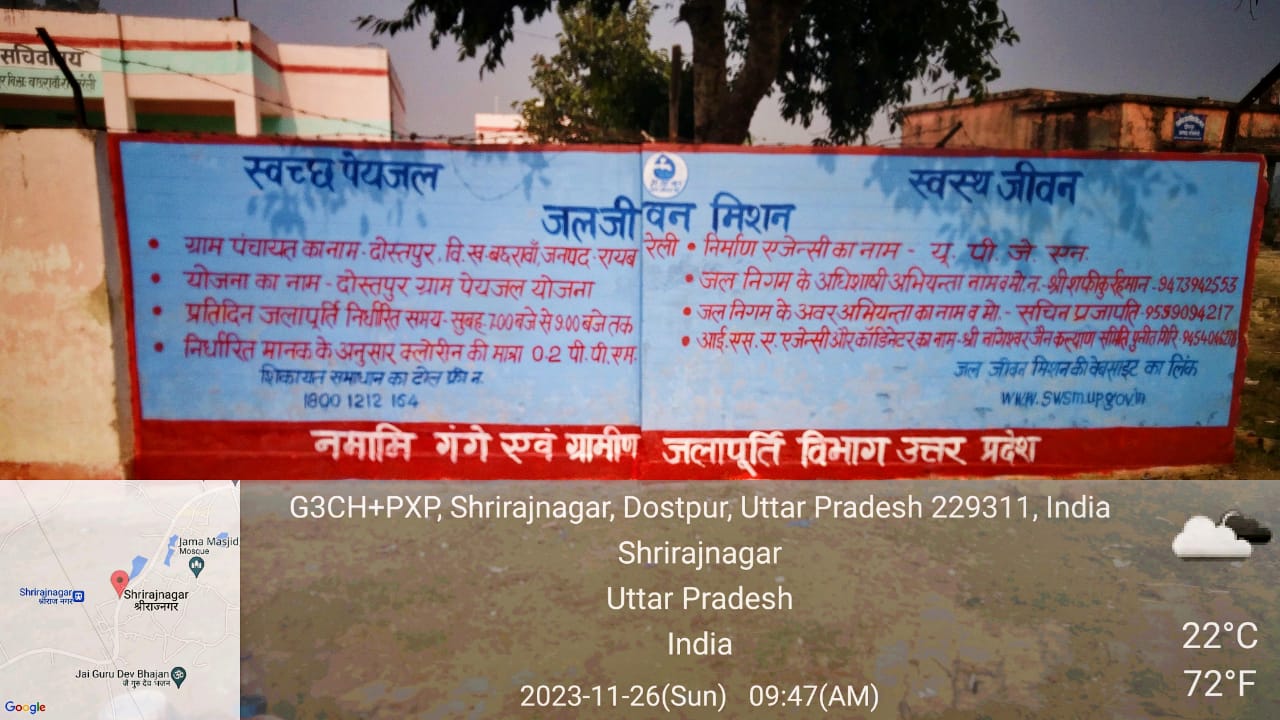 सचिवालय
स्वच्छ पेयजल
स्वस्थ जीवन
जल जीवन मिशन
• ग्राम पंचायत का नाम - दोस्तपुर, वि.ख. बछरावाँ, जनपद - रायबरेली
• योजना का नाम - दोस्तपुर ग्राम पेयजल योजना
• प्रतिदिन जलापूर्ति निर्धारित समय - सुबह 7:00 बजे से 9:00 बजे तक
• निर्धारित मानक के अनुसार क्लोरीन की मात्रा 0.2 पी.पी.एम.
शिकायत समाधान का टोल फ्री न.
1800 1212 164
• निर्माण एजेन्सी का नाम - यू. पी. जे. एन.
• जल निगम के अधिशाषी अभियन्ता नाम व मो.न. - श्री शफीकुर्रहमान - 9473942553
• जल निगम के अवर अभियन्ता का नाम व मो. - सचिन प्रजापति - 9589094217
• आई.एस.ए. एजेन्सी और कॉडिनेटर का नाम - श्री नागेश्वर जैन कल्याण समिति, पुनीत गिरि
जल जीवन मिशन की वेबसाइट का लिंक
www.swsm.up.gov.in
नमामि गंगे एवं ग्रामीण जलापूर्ति विभाग उत्तर प्रदेश
G3CH+PXP, Shrirajnagar, Dostpur, Uttar Pradesh 229311, India
Shrirajnagar
Uttar Pradesh
India
2023-11-26(Sun) 09:47(AM)
22°C
72°F
Jama Masjid
Mosque
Shrirajnagar
श्रीराज नगर
Shrirajnagar
श्रीराजनगर
Jai Guru Dev Bhajan
जै गुरु देव भजन
Google